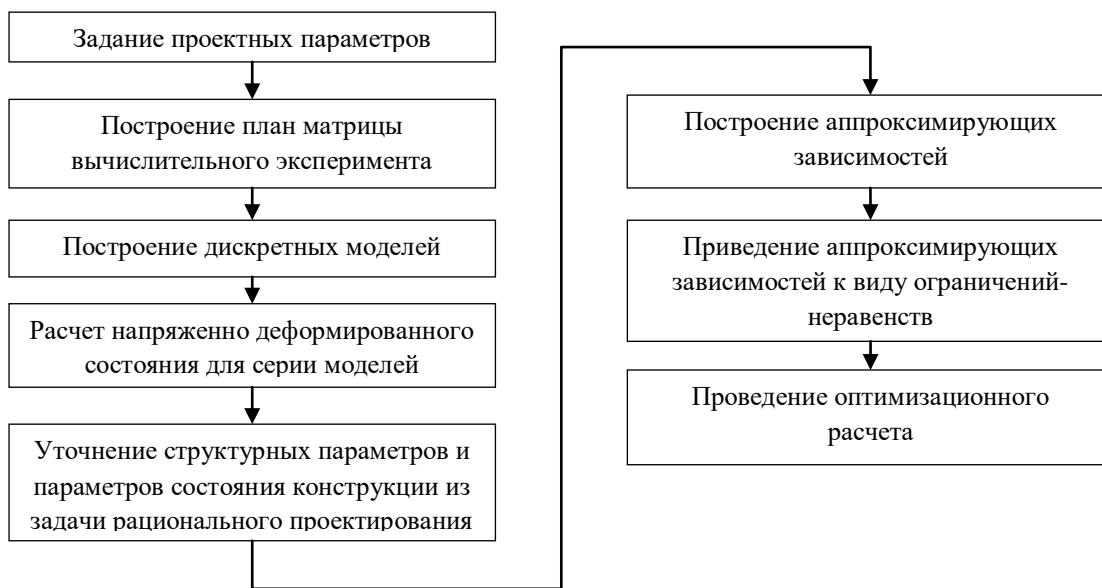 Задание проектных параметров
Построение план матрицы
вычислительного эксперимента
Построение дискретных моделей
Расчет напряженно деформированного
состояния для серии моделей
Уточнение структурных параметров и
параметров состояния конструкции из
задачи рационального проектирования
Построение аппроксимирующих
зависимостей
Приведение аппроксимирующих
зависимостей к виду ограничений-
неравенств
Проведение оптимизационного
расчета